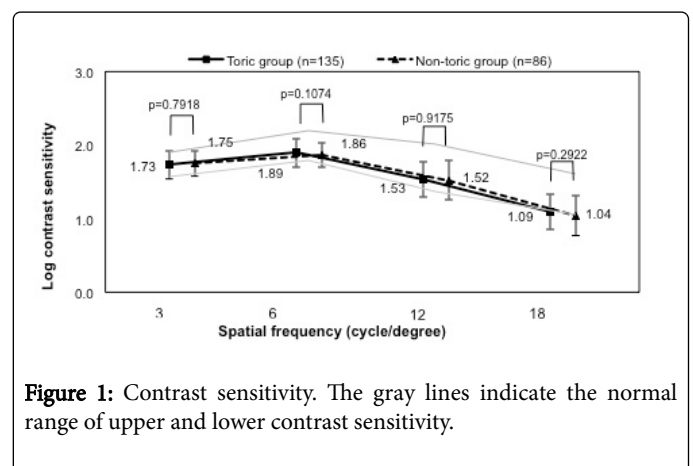 Toric group (n=135) Non-toric group (n=86)
3.0
p=0.1074
p=0.7918 p=0.9175
2.0 1.75 1.86 p=0.2922
1.73 1.89 1.53 1.52
1.0 1.09 1.04
0.0
Log contrast sensitivity
3 6 12 18
Spatial frequency (cycle/degree)
Figure 1: Contrast sensitivity. The gray lines indicate the normal
range of upper and lower contrast sensitivity.